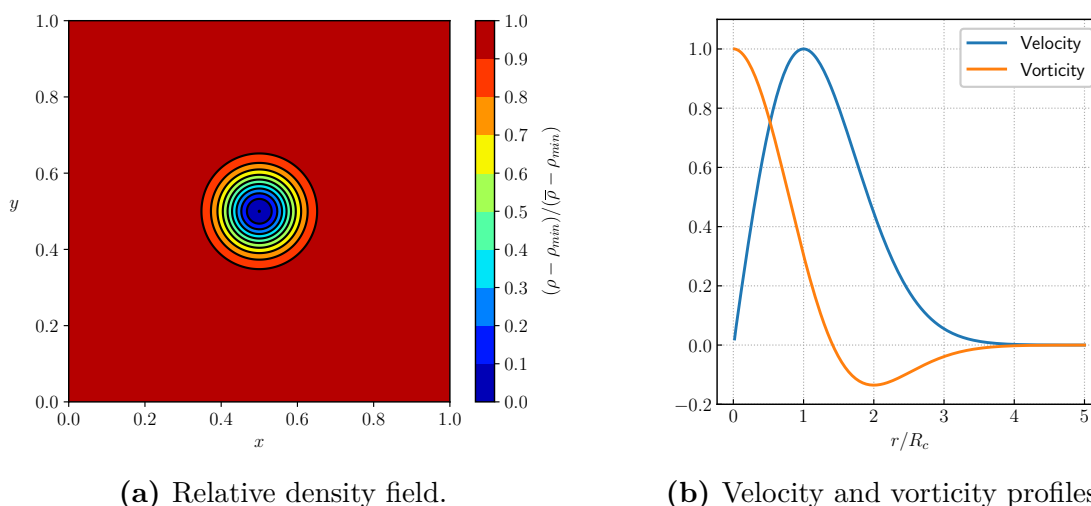 1.0
0.8
0.6
y
0.4
0.2
0.0
0.0 0.2 0.4 0.6 0.8 1.0
x
1.0
0.9
0.8
0.7
0.6
0.5
0.4
0.3
0.2
0.1
0.0
(ρ − ρmin)/(ρ̅ − ρmin)
(a) Relative density field.
Velocity
Vorticity
1.0
0.8
0.6
0.4
0.2
0.0
−0.2
0 1 2 3 4 5
r/Rc
(b) Velocity and vorticity profiles